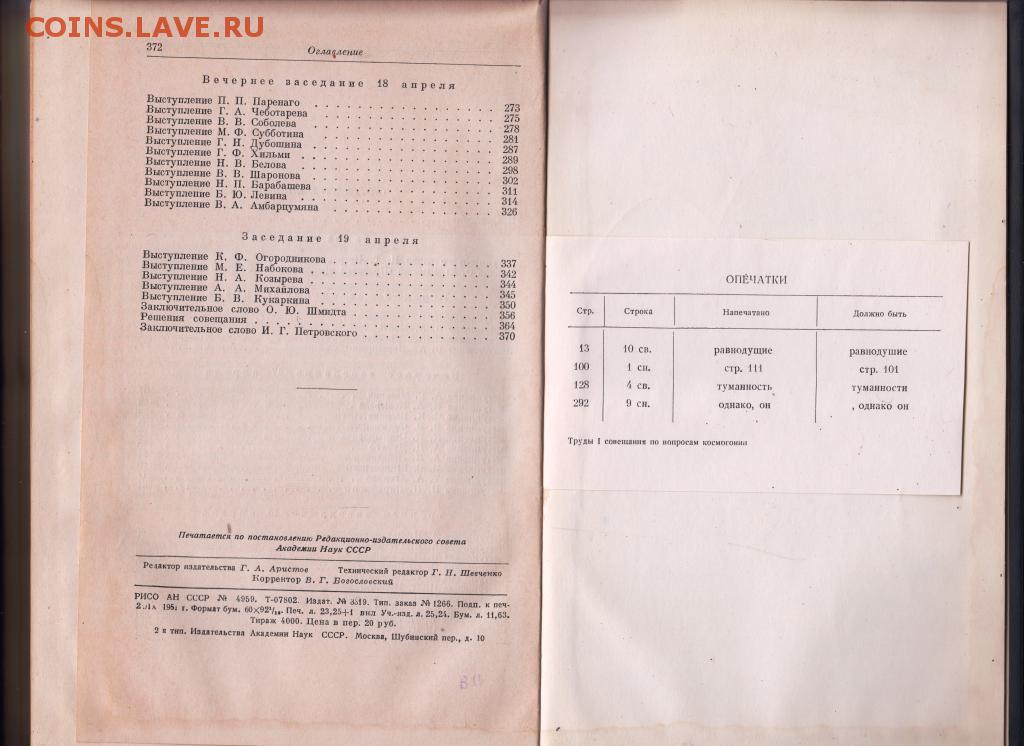 COINS.LAVE.RU
372
Оглавление
Вечернее заседание 18 апреля
Выступление П. П. Паренаго . . . . . . . . . . . . . . . . 273
Выступление Г. А. Чеботарева . . . . . . . . . . . . . . . . 275
Выступление В. В. Соболева . . . . . . . . . . . . . . . . 278
Выступление М. Ф. Субботина . . . . . . . . . . . . . . . . 281
Выступление Г. Н. Дубошина . . . . . . . . . . . . . . . . 287
Выступление Г. Ф. Хильми . . . . . . . . . . . . . . . . 289
Выступление Н. В. Белова . . . . . . . . . . . . . . . . 298
Выступление В. В. Шаронова . . . . . . . . . . . . . . . . 302
Выступление Н. П. Барабашева . . . . . . . . . . . . . . . . 311
Выступление Б. Ю. Левина . . . . . . . . . . . . . . . . 314
Выступление В. А. Амбарцумяна . . . . . . . . . . . . . . . . 326
Заседание 19 апреля
Выступление К. Ф. Огородникова . . . . . . . . . . . . . . . . 337
Выступление М. Е. Набокова . . . . . . . . . . . . . . . . 342
Выступление Н. А. Козырева . . . . . . . . . . . . . . . . 344
Выступление А. А. Михайлова . . . . . . . . . . . . . . . . 345
Выступление Б. В. Кукаркина . . . . . . . . . . . . . . . . 350
Заключительное слово О. Ю. Шмидта . . . . . . . . . . . . . . 356
Решения совещания . . . . . . . . . . . . . . . . 364
Заключительное слово И. Г. Петровского . . . . . . . . . . . . 370
Печатается по постановлению Редакционно-издательского совета
Академии Наук СССР
Редактор издательства Г. А. Аристов Технический редактор Г. Н. Шевченко
Корректор В. Г. Богословский
РИСО АН СССР № 4959. Т-07802. Издат. № 3519. Тип. заказ № 1266. Подп. к печ.
195 г. Формат бум. 60×92¹/₁₆. Печ. л. 23,25+1 вкл Уч.-изд. л. 25,24. Бум. л. 11,63.
Тираж 4000. Цена в пер. 20 руб.
2 я тип. Издательства Академии Наук СССР. Москва, Шубинский пер., д. 10
ОПЕЧАТКИ
Стр. Строка Напечатано Должно быть
13 10 св. равнодущие равнодушие
100 1 сн. стр. 111 стр. 101
128 4 св. туманность туманности
292 9 сн. однако, он , однако он
Труды I совещания по вопросам космогонии